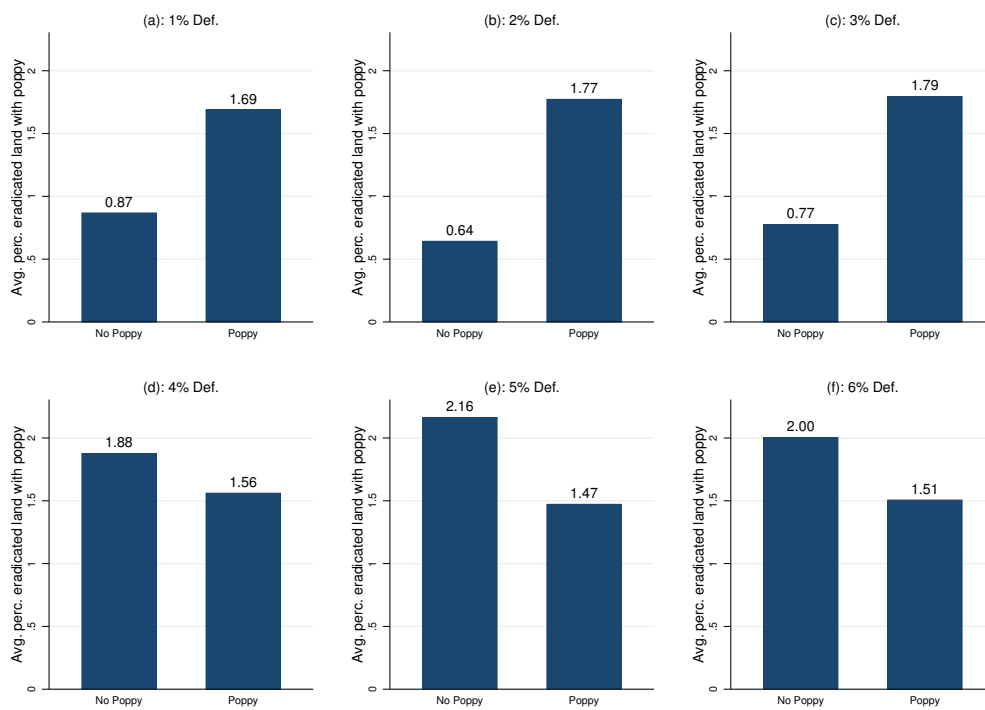 (a): 1% Def.
Avg. perc. eradicated land with poppy
2
1.5
1
.5
0
0.87
1.69
No Poppy
Poppy
(b): 2% Def.
Avg. perc. eradicated land with poppy
2
1.5
1
.5
0
0.64
1.77
No Poppy
Poppy
(c): 3% Def.
Avg. perc. eradicated land with poppy
2
1.5
1
.5
0
0.77
1.79
No Poppy
Poppy
(d): 4% Def.
Avg. perc. eradicated land with poppy
2
1.5
1
.5
0
1.88
1.56
No Poppy
Poppy
(e): 5% Def.
Avg. perc. eradicated land with poppy
2
1.5
1
.5
0
2.16
1.47
No Poppy
Poppy
(f): 6% Def.
Avg. perc. eradicated land with poppy
2
1.5
1
.5
0
2.00
1.51
No Poppy
Poppy